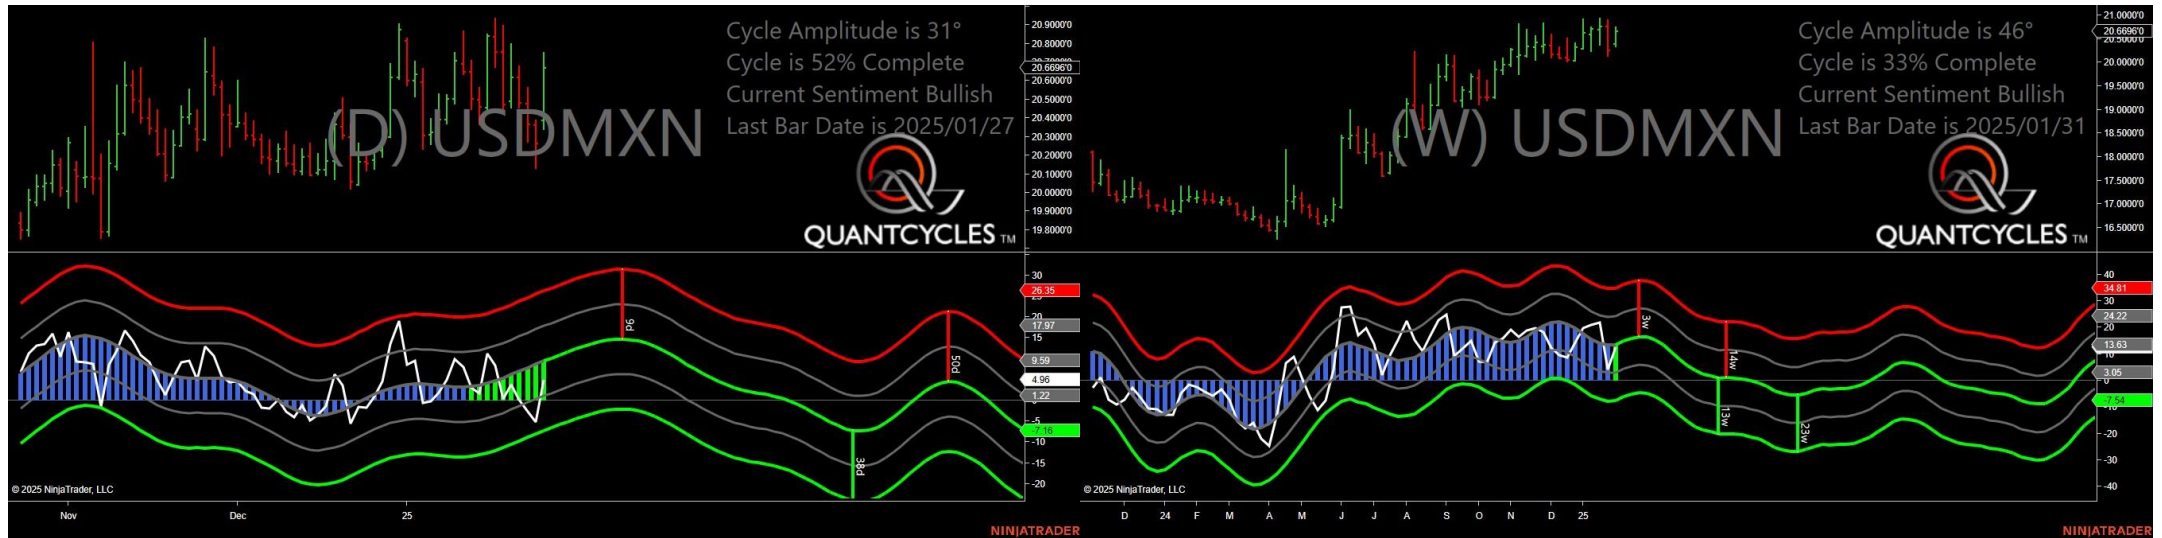 Cycle Amplitude is 31°
Cycle is 52% Complete
Current Sentiment Bullish
Last Bar Date is 2025/01/27
(D) USDMXN
QUANTCYCLES TM
20.9000'0
20.8000'0
20.6696'0
20.6000'0
20.5000'0
20.4000'0
20.3000'0
20.2000'0
20.1000'0
20.0000'0
19.9000'0
19.8000'0
30
26.35
20
17.97
15
9.59
4.96
1.22
-5
-7.16
-10
-15
-20
9d
38d
50d
© 2025 NinjaTrader, LLC
Nov
Dec
25
NINJATRADER
Cycle Amplitude is 46°
Cycle is 33% Complete
Current Sentiment Bullish
Last Bar Date is 2025/01/31
(W) USDMXN
QUANTCYCLES TM
21.0000'0
20.6696'0
20.0000'0
19.5000'0
19.0000'0
18.5000'0
18.0000'0
17.5000'0
17.0000'0
16.5000'0
40
34.81
30
24.22
20
13.63
3.05
0
-7.54
-20
-30
-40
3w
14w
13w
23w
© 2025 NinjaTrader, LLC
D 24 F M A M J J A S O N D 25
NINJATRADER